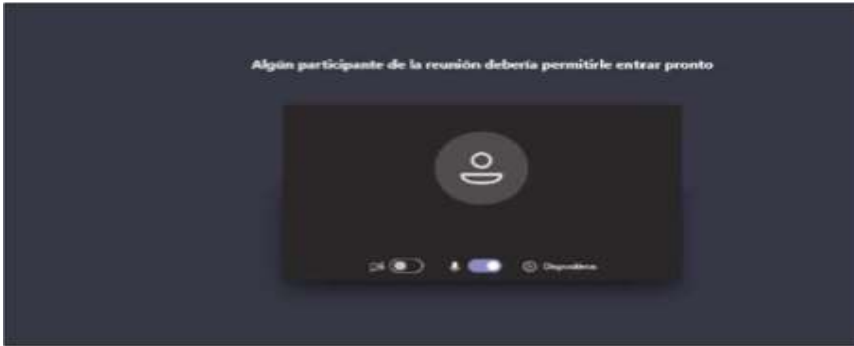 Algún participante de la reunión debería permitirle entrar pronto
Dispositivos